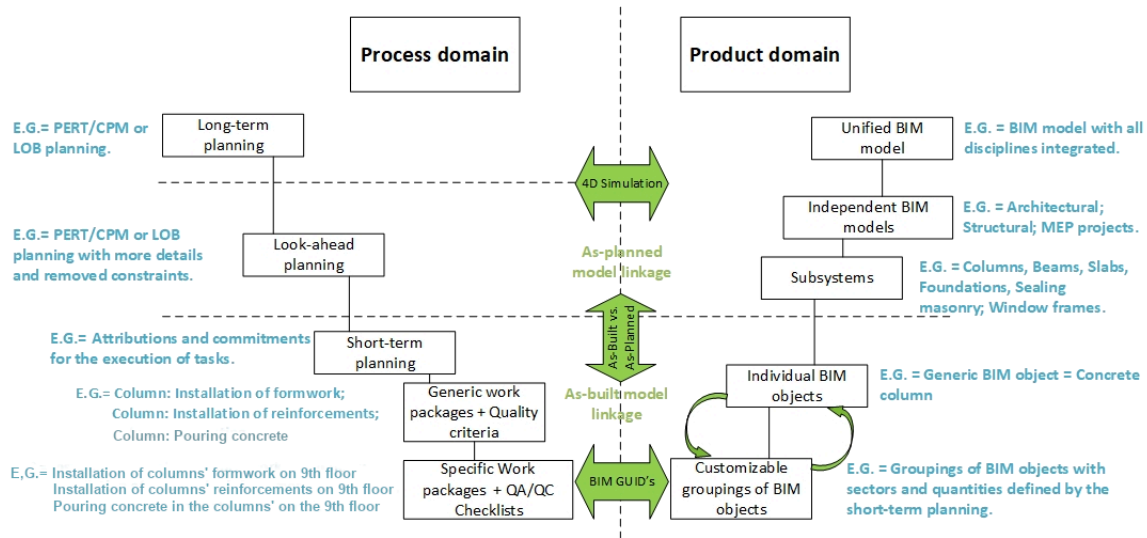 Process domain
Product domain
E.G.= PERT/CPM or
LOB planning.
Long-term
planning
Unified BIM
model
E.G. = BIM model with all
disciplines integrated.
4D Simulation
E.G.= PERT/CPM or LOB
planning with more details
and removed constraints.
Look-ahead
planning
As-planned
model linkage
Independent BIM
models
E.G. = Architectural;
Structural; MEP projects.
Subsystems
E.G. = Columns, Beams, Slabs,
Foundations, Sealing
masonry; Window frames.
E.G.= Attributions and commitments
for the execution of tasks.
Short-term
planning
As-Built vs.
As-Planned
As-built model
linkage
E.G.= Column: Installation of formwork;
Column: Installation of reinforcements;
Column: Pouring concrete
Generic work
packages + Quality
criteria
Individual BIM
objects
E.G. = Generic BIM object = Concrete
column
E,G.= Installation of columns' formwork on 9th floor
Installation of columns' reinforcements on 9th floor
Pouring concrete in the columns' on the 9th floor
Specific Work
packages + QA/QC
Checklists
BIM GUID's
Customizable
groupings of BIM
objects
E.G. = Groupings of BIM objects with
sectors and quantities defined by the
short-term planning.